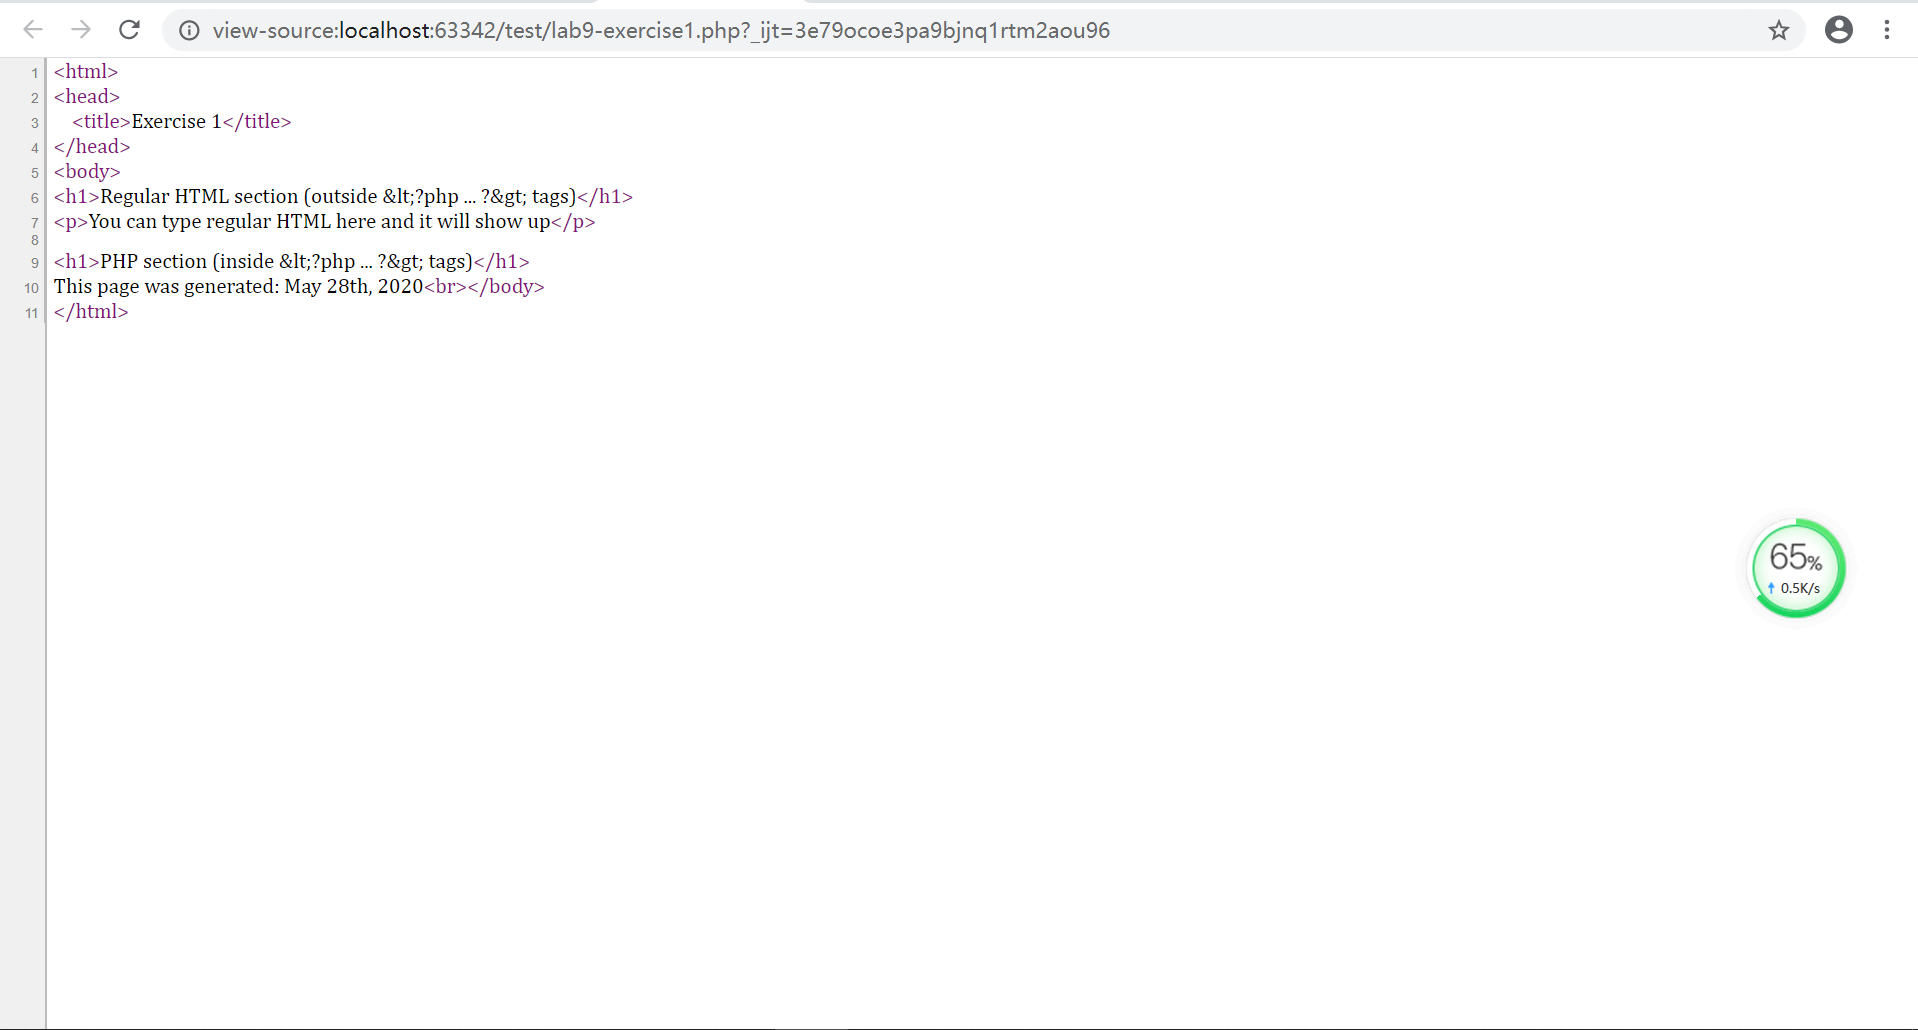 view-source:localhost:63342/test/lab9-exercise1.php?_ijt=3e79ocoe3pa9bjnq1rtm2aou96
1 <html>
2 <head>
3 <title>Exercise 1</title>
4 </head>
5 <body>
6 <h1>Regular HTML section (outside &lt;?php ... ?&gt; tags)</h1>
7 <p>You can type regular HTML here and it will show up</p>
8
9 <h1>PHP section (inside &lt;?php ... ?&gt; tags)</h1>
10 This page was generated: May 28th, 2020<br></body>
11 </html>
65%
↑ 0.5K/s